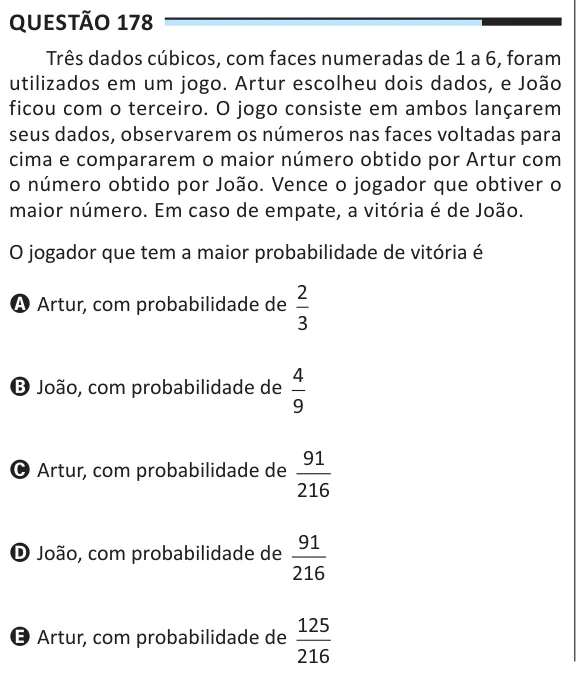 QUESTÃO 178
Três dados cúbicos, com faces numeradas de 1 a 6, foram
utilizados em um jogo. Artur escolheu dois dados, e João
ficou com o terceiro. O jogo consiste em ambos lançarem
seus dados, observarem os números nas faces voltadas para
cima e compararem o maior número obtido por Artur com
o número obtido por João. Vence o jogador que obtiver o
maior número. Em caso de empate, a vitória é de João.
O jogador que tem a maior probabilidade de vitória é
A Artur, com probabilidade de 2/3
B João, com probabilidade de 4/9
C Artur, com probabilidade de 91/216
D João, com probabilidade de 91/216
E Artur, com probabilidade de 125/216